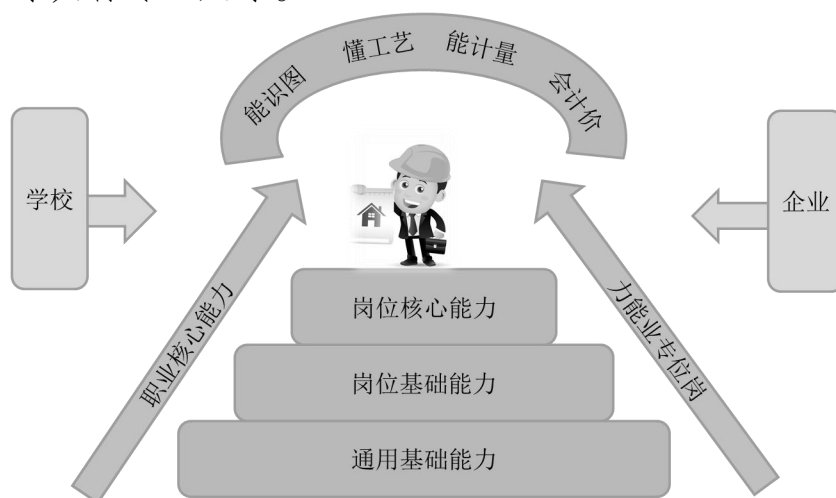 能识图
懂工艺
能计量
会计价
学校
企业
职业核心能力
力能业专位岗
岗位核心能力
岗位基础能力
通用基础能力